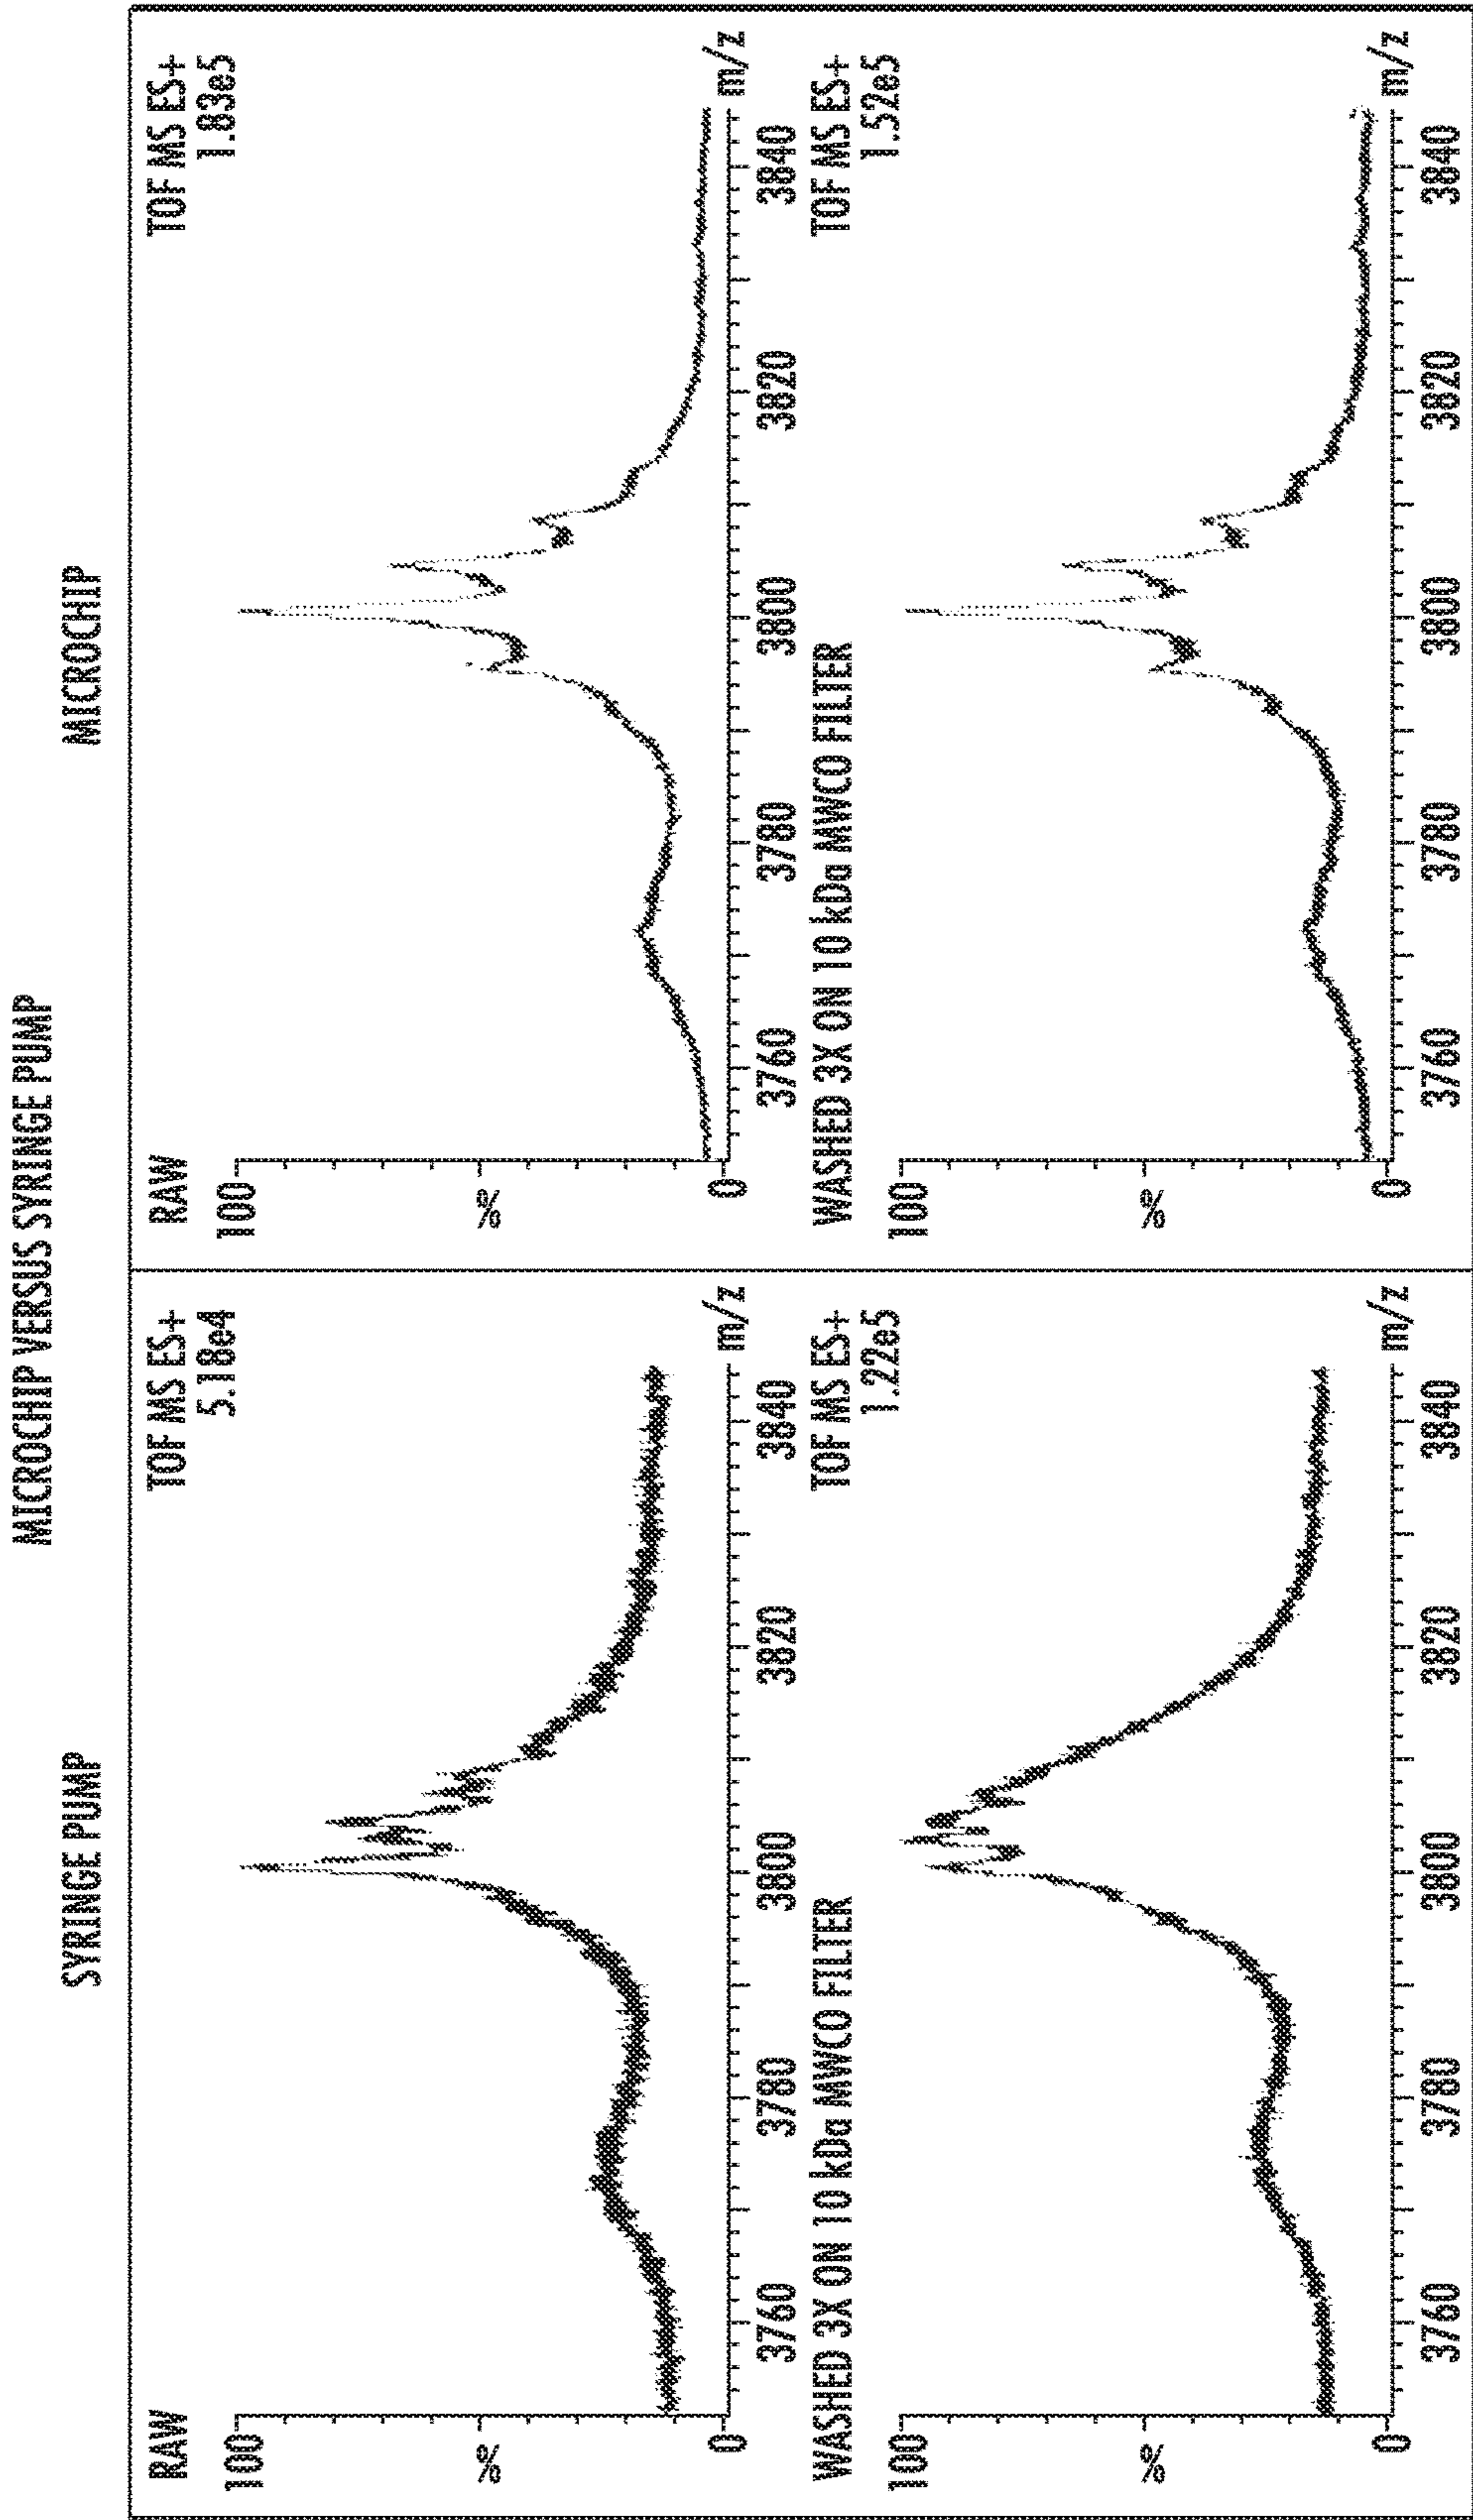 MICROCHIP VERSUS SYRINGE PUMP
SYRINGE PUMP
MICROCHIP
RAW
TOF MS ES+
5.18e4
100
%
0
3760
3780
3800
3820
3840
m/z
WASHED 3X ON 10 kDa MWCO FILTER
TOF MS ES+
1.22e5
100
%
0
3760
3780
3800
3820
3840
m/z
RAW
TOF MS ES+
1.83e5
100
%
0
3760
3780
3800
3820
3840
m/z
WASHED 3X ON 10 kDa MWCO FILTER
TOF MS ES+
1.52e5
100
%
0
3760
3780
3800
3820
3840
m/z